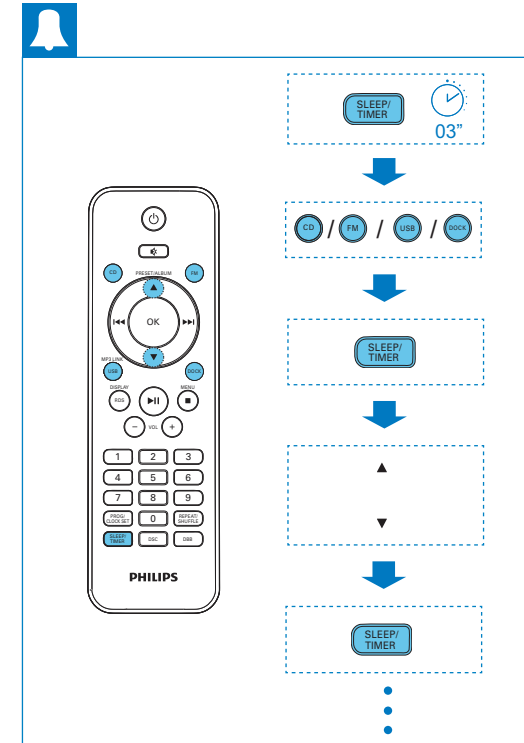 SLEEP/
TIMER
03”
CD / FM / USB / DOCK
SLEEP/
TIMER
▲
▼
SLEEP/
TIMER
CD PRESET/ALBUM FM
OK
MP3 LINK
USB DOCK
DISPLAY MENU
RDS
− VOL +
1 2 3
4 5 6
7 8 9
PROG/
CLOCK SET 0 REPEAT/
SHUFFLE
SLEEP/
TIMER DSC DBB
PHILIPS